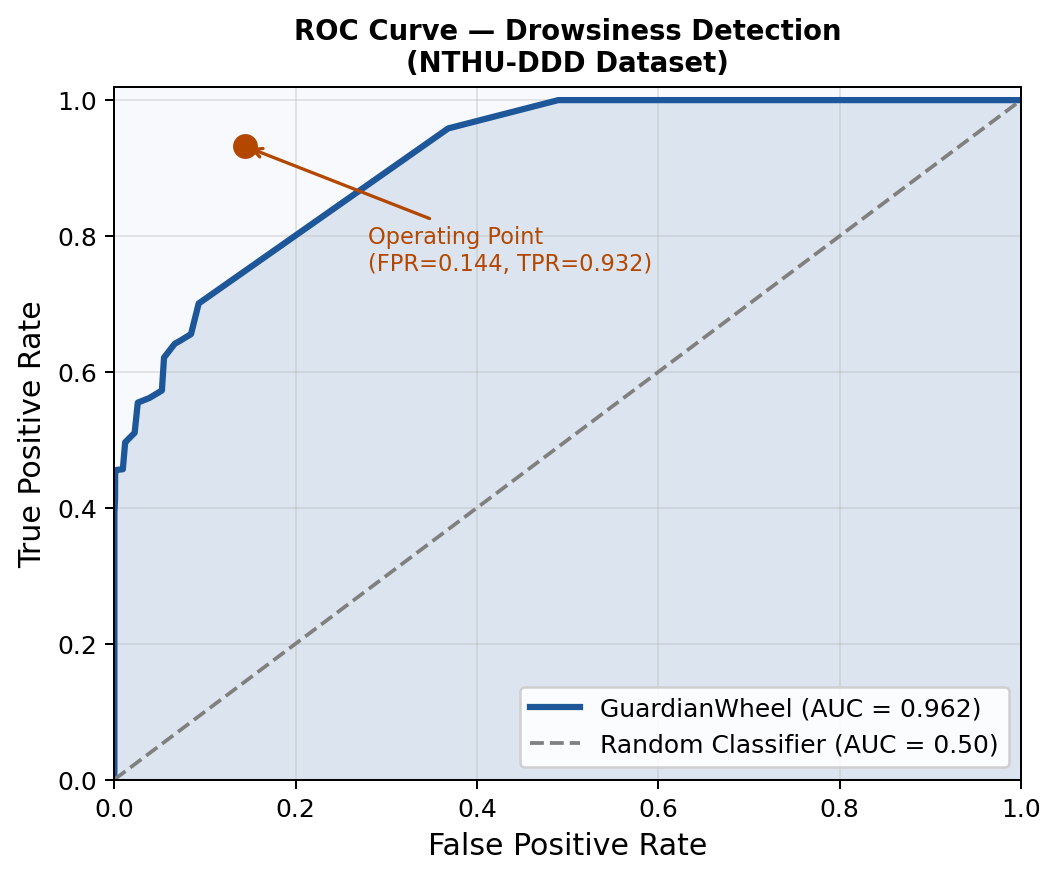 ROC Curve — Drowsiness Detection
(NTHU-DDD Dataset)
True Positive Rate
1.0
0.8
0.6
0.4
0.2
0.0
Operating Point
(FPR=0.144, TPR=0.932)
GuardianWheel (AUC = 0.962)
Random Classifier (AUC = 0.50)
0.0 0.2 0.4 0.6 0.8 1.0
False Positive Rate